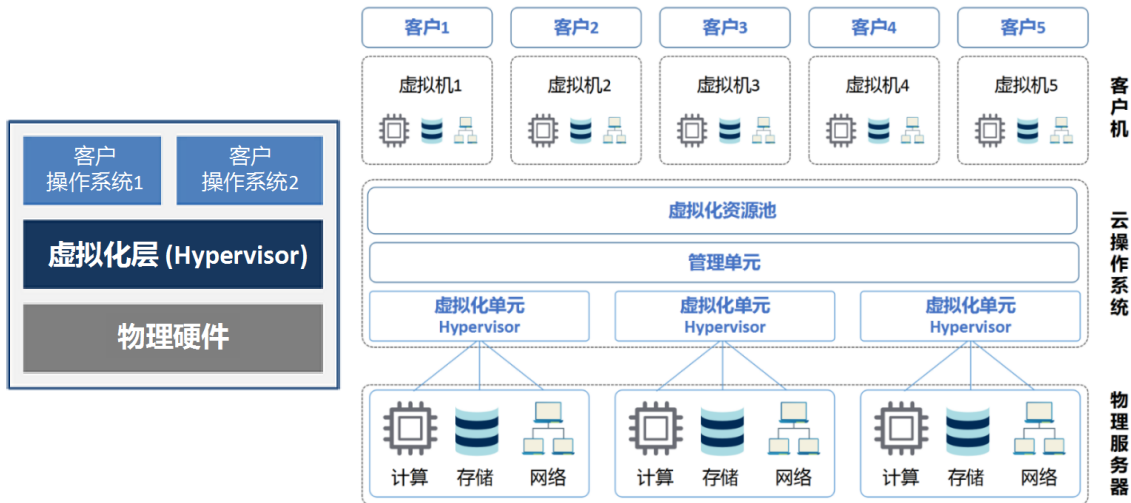 客户
操作系统1
客户
操作系统2
虚拟化层 (Hypervisor)
物理硬件
客户1
客户2
客户3
客户4
客户5
虚拟机1
虚拟机2
虚拟机3
虚拟机4
虚拟机5
客户机
虚拟化资源池
管理单元
虚拟化单元
Hypervisor
虚拟化单元
Hypervisor
虚拟化单元
Hypervisor
云操作系统
计算
存储
网络
计算
存储
网络
计算
存储
网络
物理服务器